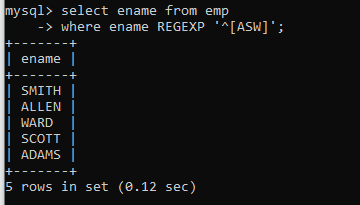 mysql> select ename from emp
    -> where ename REGEXP '^[ASW]';
+-------+
| ename |
+-------+
| SMITH |
| ALLEN |
| WARD  |
| SCOTT |
| ADAMS |
+-------+
5 rows in set (0.12 sec)